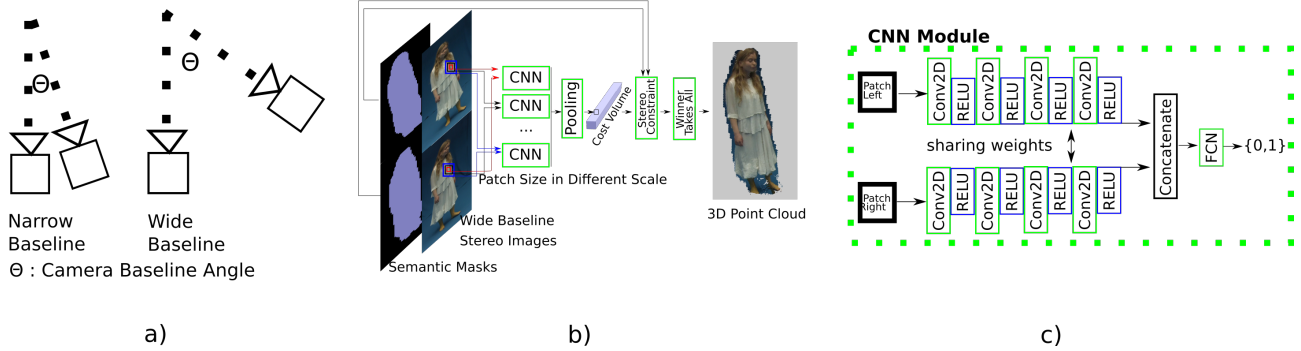 Θ
Θ
Narrow
Baseline
Wide
Baseline
Θ : Camera Baseline Angle
a)
CNN
CNN
...
CNN
Pooling
Cost Volume
Stereo
Constraint
Winner
Takes All
Patch Size in Different Scale
Wide Baseline
Stereo Images
Semantic Masks
3D Point Cloud
b)
CNN Module
Patch
Left
Conv2D
RELU
Conv2D
RELU
Conv2D
RELU
Conv2D
RELU
sharing weights
Patch
Right
Conv2D
RELU
Conv2D
RELU
Conv2D
RELU
Conv2D
RELU
Concatenate
FCN
{0,1}
c)